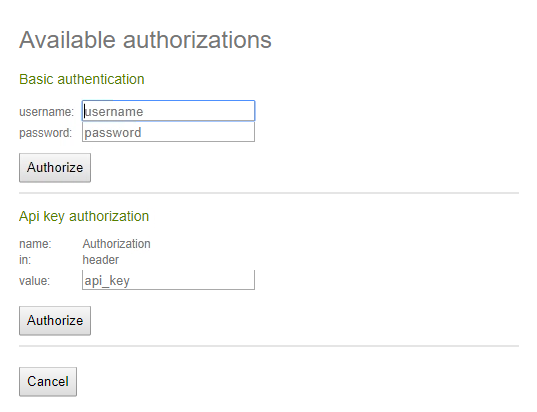 Available authorizations
Basic authentication
username: username
password: password
Authorize
Api key authorization
name: Authorization
in: header
value: api_key
Authorize
Cancel